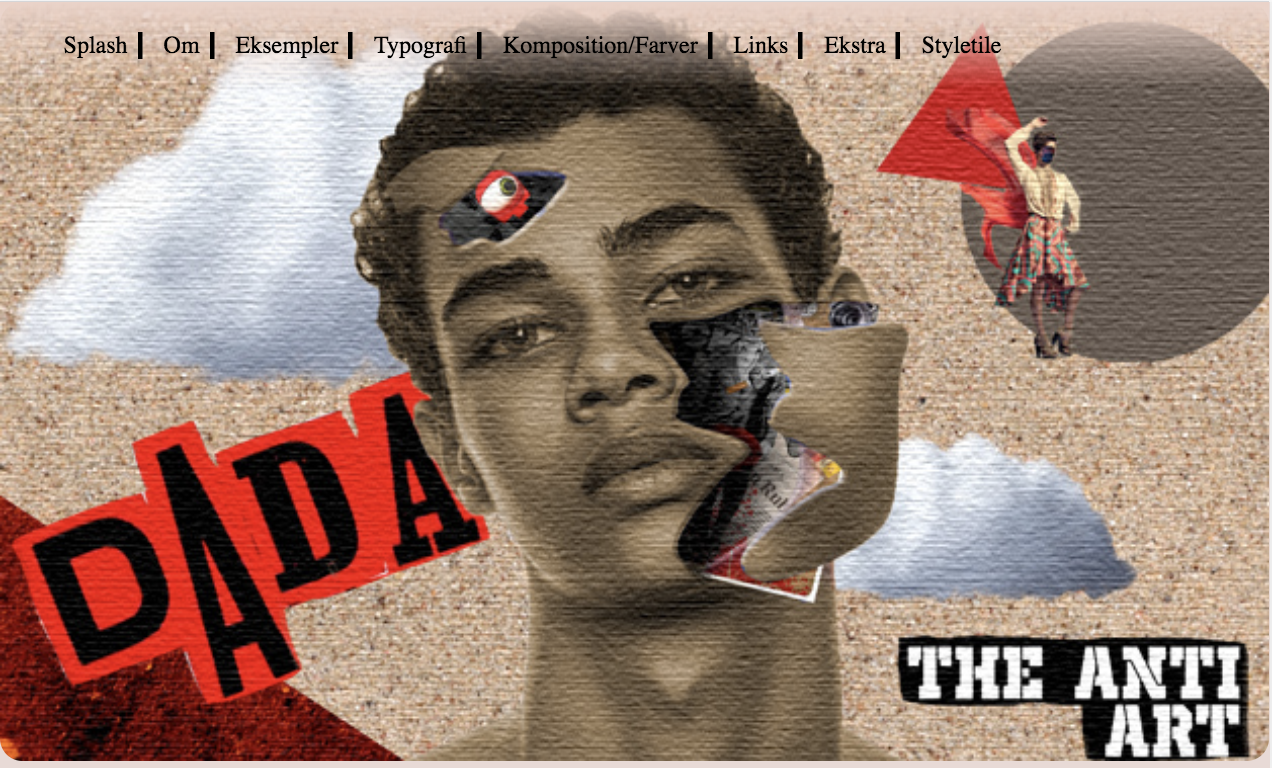 Splash Om Eksempler Typografi Komposition/Farver Links Ekstra Styletile
DADA
THE ANTI
ART